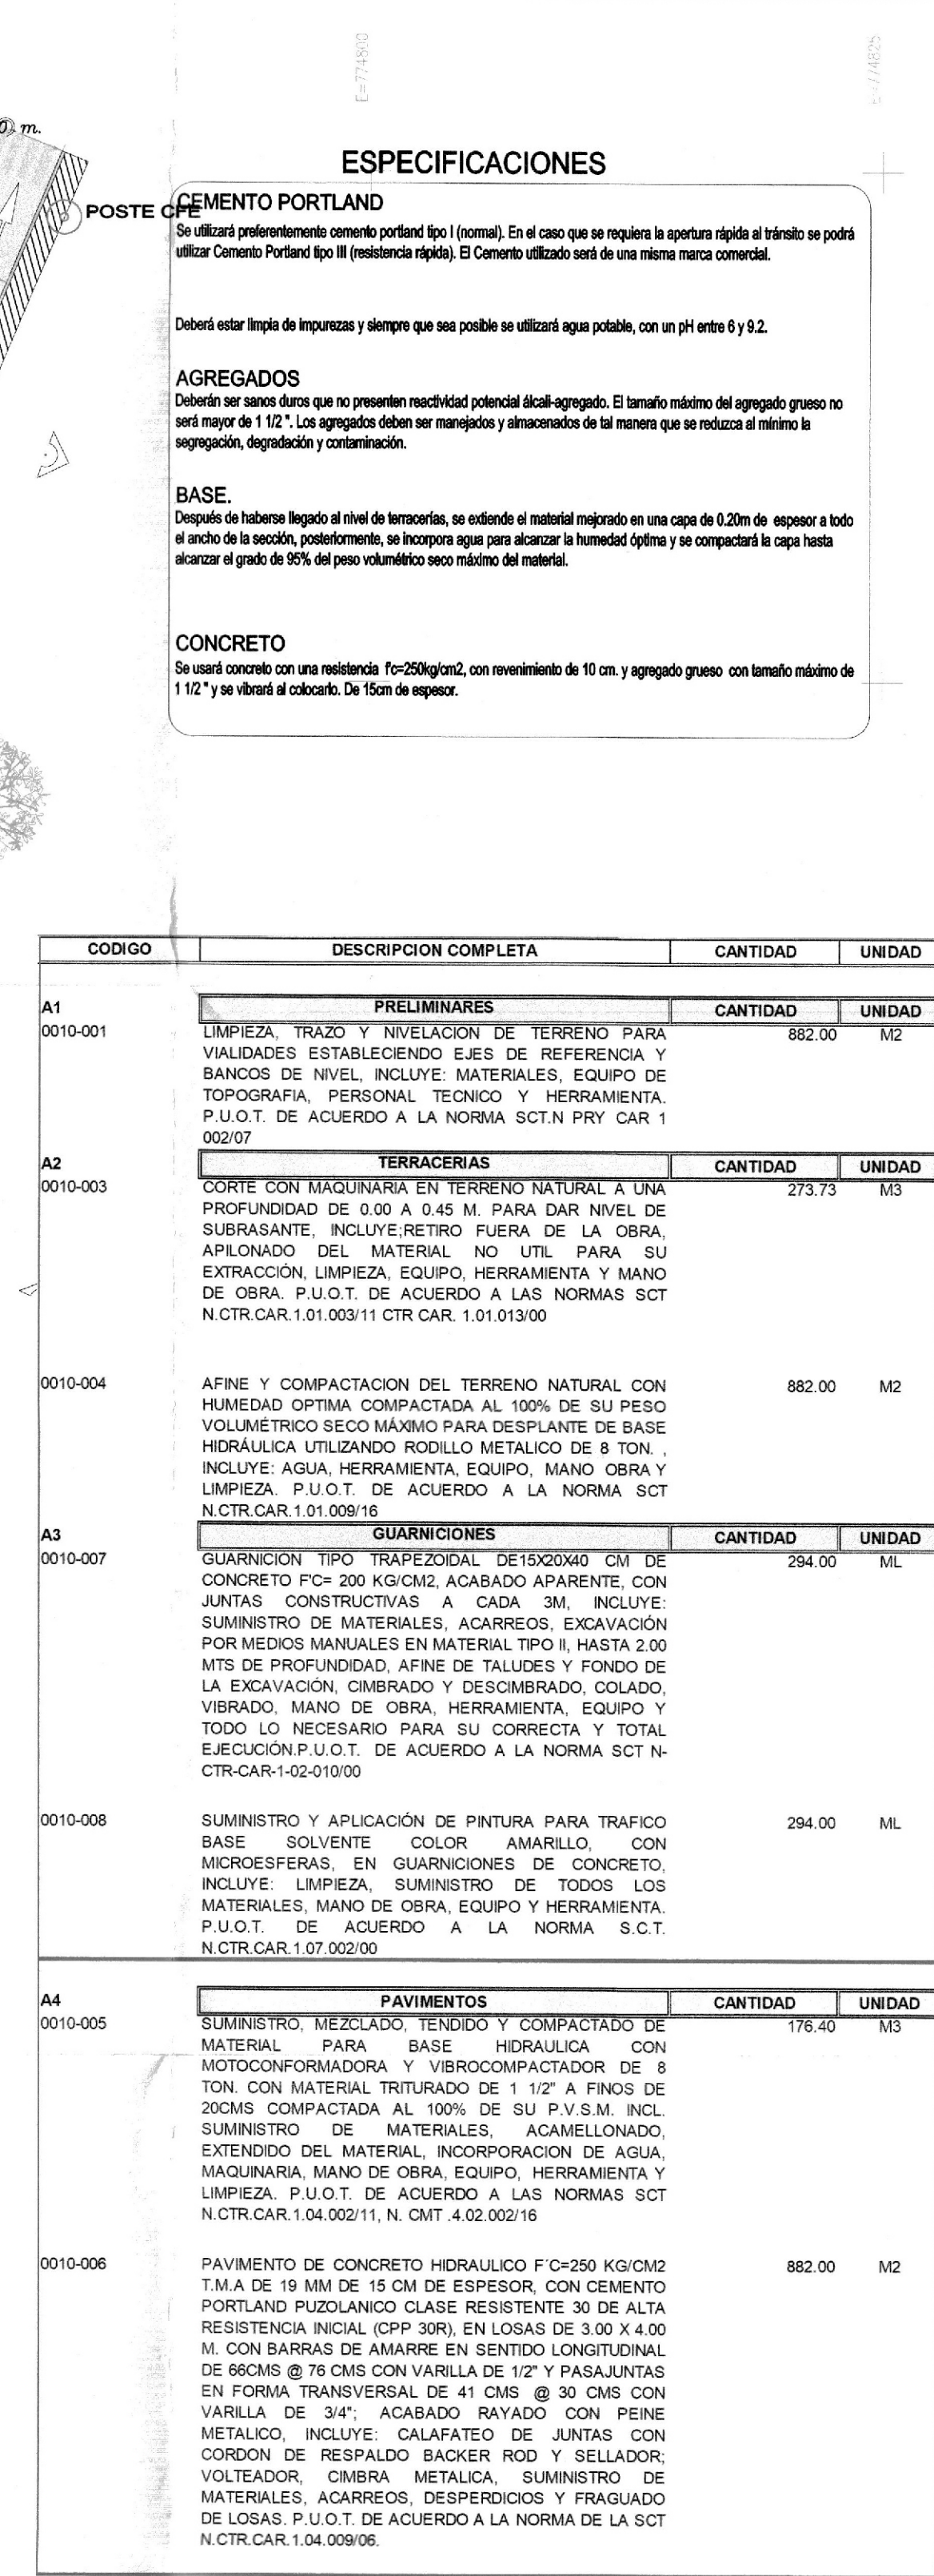 E=774800
E=774825
m.
ESPECIFICACIONES
POSTE CFE
CEMENTO PORTLAND
Se utilizará preferentemente cemento portland tipo I (normal). En el caso que se requiera la apertura rápida al tránsito se podrá
utilizar Cemento Portland tipo III (resistencia rápida). El Cemento utilizado será de una misma marca comercial.
Deberá estar limpia de impurezas y siempre que sea posible se utilizará agua potable, con un pH entre 6 y 9.2.
AGREGADOS
Deberán ser sanos duros que no presenten reactividad potencial álcali-agregado. El tamaño máximo del agregado grueso no
será mayor de 1 1/2 ". Los agregados deben ser manejados y almacenados de tal manera que se reduzca al mínimo la
segregación, degradación y contaminación.
BASE.
Después de haberse llegado al nivel de terracerías, se extiende el material mejorado en una capa de 0.20m de espesor a todo
el ancho de la sección, posteriormente, se incorpora agua para alcanzar la humedad óptima y se compactará la capa hasta
alcanzar el grado de 95% del peso volumétrico seco máximo del material.
CONCRETO
Se usará concreto con una resistencia f'c=250kg/cm2, con revenimiento de 10 cm. y agregado grueso con tamaño máximo de
1 1/2 " y se vibrará al colocarlo. De 15cm de espesor.
CODIGO DESCRIPCION COMPLETA CANTIDAD UNIDAD
A1 PRELIMINARES CANTIDAD UNIDAD
0010-001 LIMPIEZA, TRAZO Y NIVELACION DE TERRENO PARA 882.00 M2
VIALIDADES ESTABLECIENDO EJES DE REFERENCIA Y
BANCOS DE NIVEL, INCLUYE: MATERIALES, EQUIPO DE
TOPOGRAFIA, PERSONAL TECNICO Y HERRAMIENTA.
P.U.O.T. DE ACUERDO A LA NORMA SCT.N PRY CAR 1
002/07
A2 TERRACERIAS CANTIDAD UNIDAD
0010-003 CORTE CON MAQUINARIA EN TERRENO NATURAL A UNA 273.73 M3
PROFUNDIDAD DE 0.00 A 0.45 M. PARA DAR NIVEL DE
SUBRASANTE, INCLUYE;RETIRO FUERA DE LA OBRA,
APILONADO DEL MATERIAL NO UTIL PARA SU
EXTRACCIÓN, LIMPIEZA, EQUIPO, HERRAMIENTA Y MANO
DE OBRA. P.U.O.T. DE ACUERDO A LAS NORMAS SCT
N.CTR.CAR.1.01.003/11 CTR CAR. 1.01.013/00
0010-004 AFINE Y COMPACTACION DEL TERRENO NATURAL CON 882.00 M2
HUMEDAD OPTIMA COMPACTADA AL 100% DE SU PESO
VOLUMÉTRICO SECO MÁXIMO PARA DESPLANTE DE BASE
HIDRÁULICA UTILIZANDO RODILLO METALICO DE 8 TON. ,
INCLUYE: AGUA, HERRAMIENTA, EQUIPO, MANO OBRA Y
LIMPIEZA. P.U.O.T. DE ACUERDO A LA NORMA SCT
N.CTR.CAR.1.01.009/16
A3 GUARNICIONES CANTIDAD UNIDAD
0010-007 GUARNICION TIPO TRAPEZOIDAL DE15X20X40 CM DE 294.00 ML
CONCRETO F'C= 200 KG/CM2, ACABADO APARENTE, CON
JUNTAS CONSTRUCTIVAS A CADA 3M, INCLUYE:
SUMINISTRO DE MATERIALES, ACARREOS, EXCAVACIÓN
POR MEDIOS MANUALES EN MATERIAL TIPO II, HASTA 2.00
MTS DE PROFUNDIDAD, AFINE DE TALUDES Y FONDO DE
LA EXCAVACIÓN, CIMBRADO Y DESCIMBRADO, COLADO,
VIBRADO, MANO DE OBRA, HERRAMIENTA, EQUIPO Y
TODO LO NECESARIO PARA SU CORRECTA Y TOTAL
EJECUCIÓN.P.U.O.T. DE ACUERDO A LA NORMA SCT N-
CTR-CAR-1-02-010/00
0010-008 SUMINISTRO Y APLICACIÓN DE PINTURA PARA TRAFICO 294.00 ML
BASE SOLVENTE COLOR AMARILLO, CON
MICROESFERAS, EN GUARNICIONES DE CONCRETO,
INCLUYE: LIMPIEZA, SUMINISTRO DE TODOS LOS
MATERIALES, MANO DE OBRA, EQUIPO Y HERRAMIENTA.
P.U.O.T. DE ACUERDO A LA NORMA S.C.T.
N.CTR.CAR.1.07.002/00
A4 PAVIMENTOS CANTIDAD UNIDAD
0010-005 SUMINISTRO, MEZCLADO, TENDIDO Y COMPACTADO DE 176.40 M3
MATERIAL PARA BASE HIDRAULICA CON
MOTOCONFORMADORA Y VIBROCOMPACTADOR DE 8
TON. CON MATERIAL TRITURADO DE 1 1/2" A FINOS DE
20CMS COMPACTADA AL 100% DE SU P.V.S.M. INCL.
SUMINISTRO DE MATERIALES, ACAMELLONADO,
EXTENDIDO DEL MATERIAL, INCORPORACION DE AGUA,
MAQUINARIA, MANO DE OBRA, EQUIPO, HERRAMIENTA Y
LIMPIEZA. P.U.O.T. DE ACUERDO A LAS NORMAS SCT
N.CTR.CAR.1.04.002/11, N. CMT .4.02.002/16
0010-006 PAVIMENTO DE CONCRETO HIDRAULICO F´C=250 KG/CM2 882.00 M2
T.M.A DE 19 MM DE 15 CM DE ESPESOR, CON CEMENTO
PORTLAND PUZOLANICO CLASE RESISTENTE 30 DE ALTA
RESISTENCIA INICIAL (CPP 30R), EN LOSAS DE 3.00 X 4.00
M. CON BARRAS DE AMARRE EN SENTIDO LONGITUDINAL
DE 66CMS @ 76 CMS CON VARILLA DE 1/2" Y PASAJUNTAS
EN FORMA TRANSVERSAL DE 41 CMS @ 30 CMS CON
VARILLA DE 3/4"; ACABADO RAYADO CON PEINE
METALICO, INCLUYE: CALAFATEO DE JUNTAS CON
CORDON DE RESPALDO BACKER ROD Y SELLADOR;
VOLTEADOR, CIMBRA METALICA, SUMINISTRO DE
MATERIALES, ACARREOS, DESPERDICIOS Y FRAGUADO
DE LOSAS. P.U.O.T. DE ACUERDO A LA NORMA DE LA SCT
N.CTR.CAR.1.04.009/06.